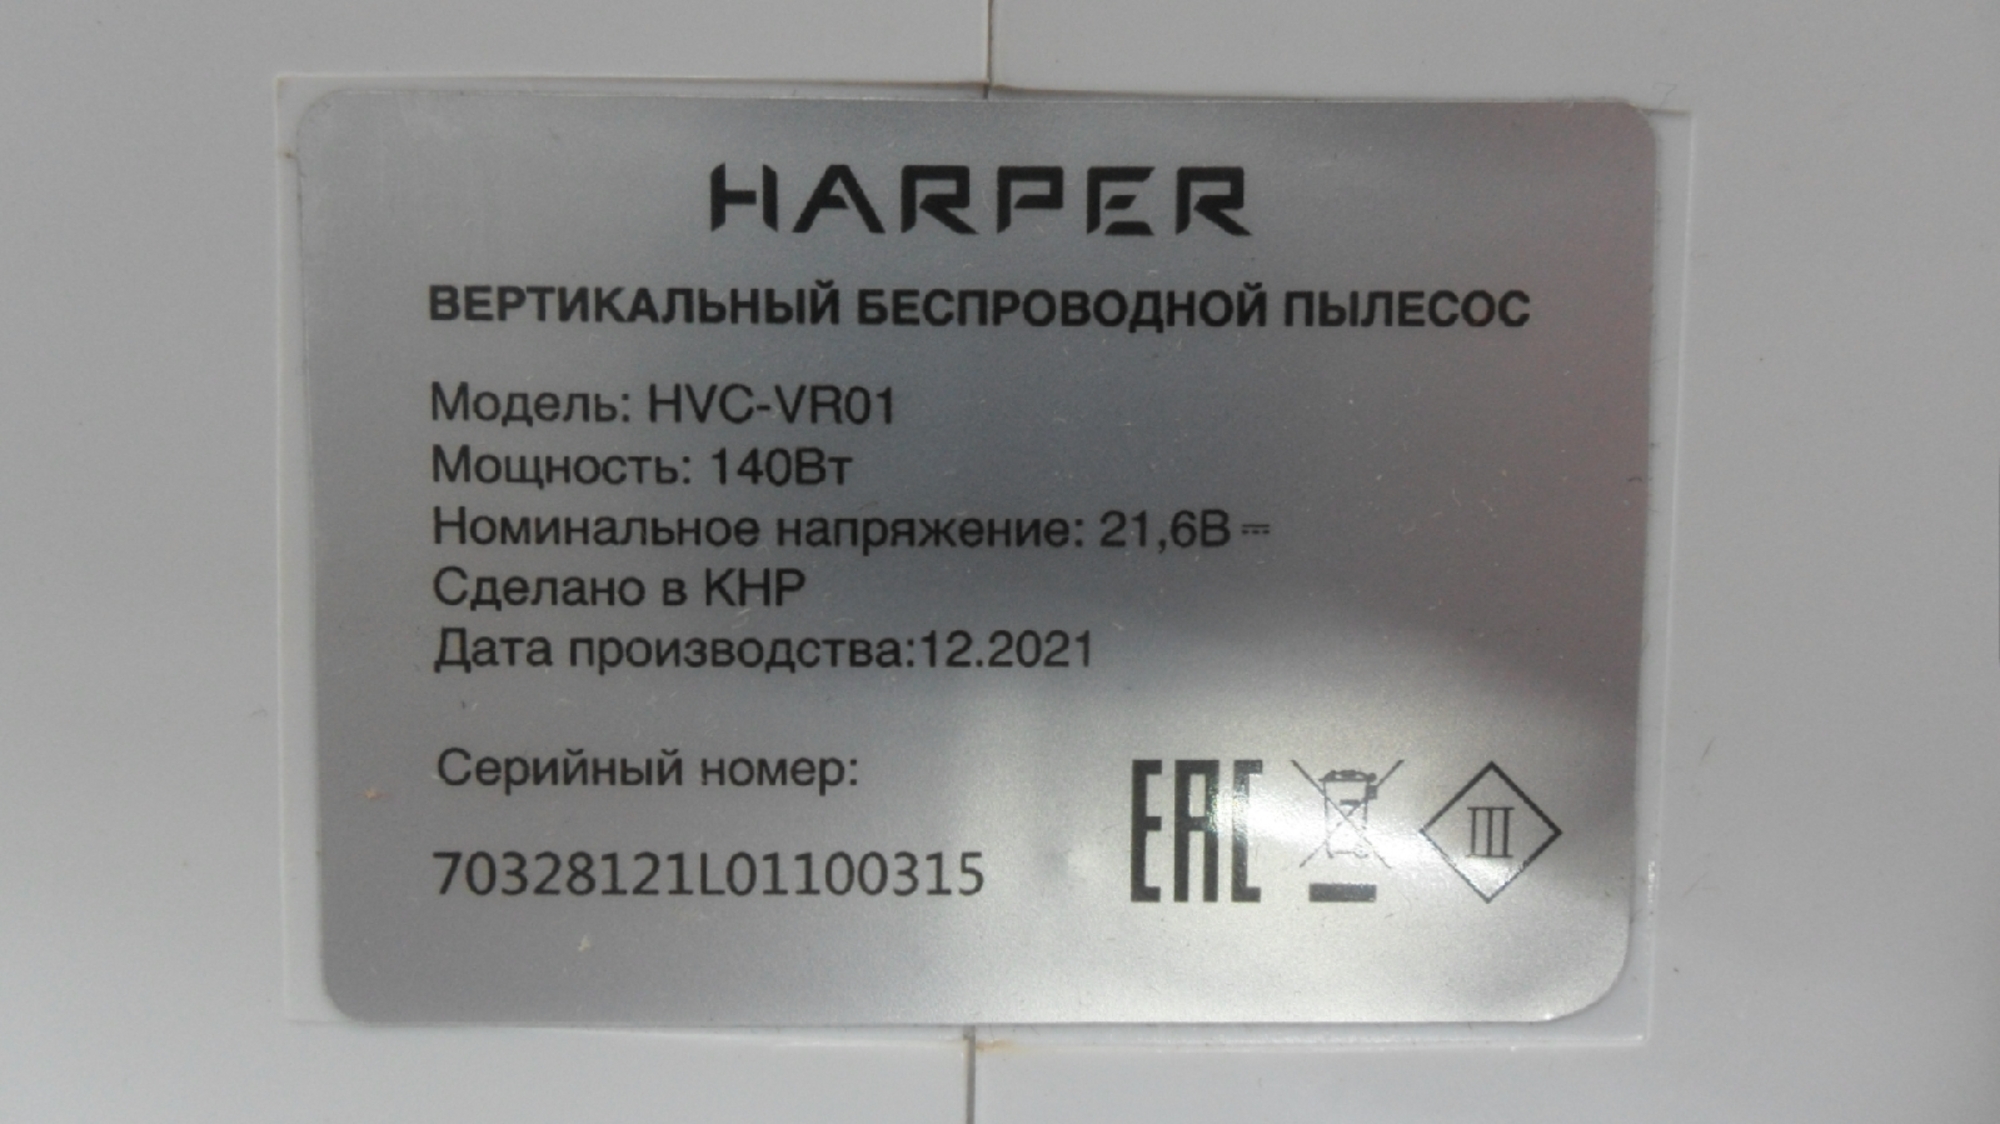 HARPER
ВЕРТИКАЛЬНЫЙ БЕСПРОВОДНОЙ ПЫЛЕСОС
Модель: HVC-VR01
Мощность: 140Вт
Номинальное напряжение: 21,6В ⎓
Сделано в КНР
Дата производства:12.2021
Серийный номер:
70328121L01100315
EAC
III